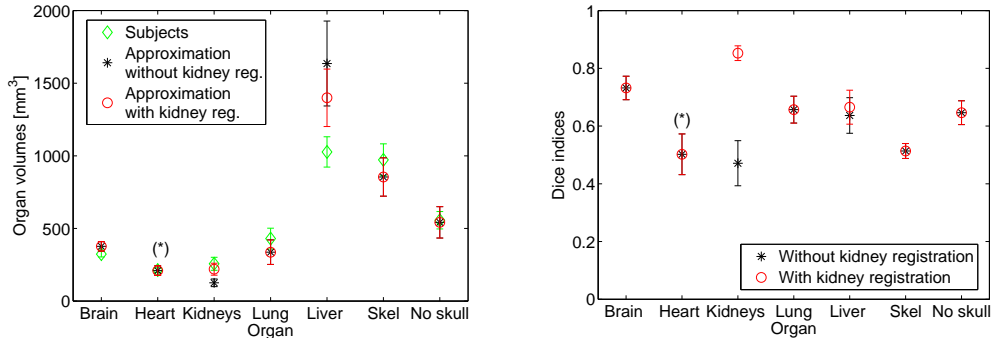 2000
1500
1000
500
0
Organ volumes [mm³]
Subjects
Approximation
without kidney reg.
Approximation
with kidney reg.
(*)
Brain Heart Kidneys Lung Liver Skel No skull
Organ
1
0.8
0.6
0.4
0.2
0
Dice indices
(*)
Without kidney registration
With kidney registration
Brain Heart Kidneys Lung Liver Skel No skull
Organ